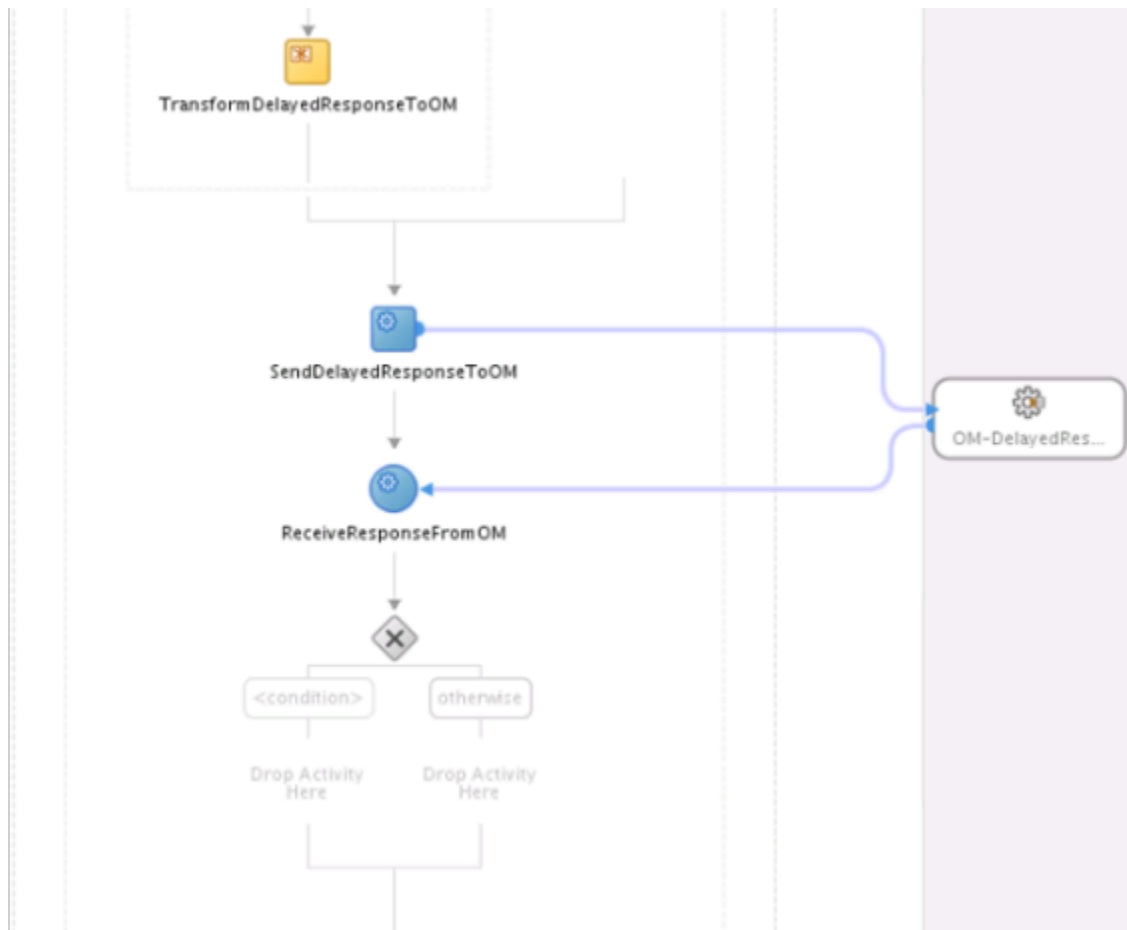 TransformDelayedResponseToOM
SendDelayedResponseToOM
OM-DelayedRes...
ReceiveResponseFromOM
<condition>
otherwise
Drop Activity
Here
Drop Activity
Here